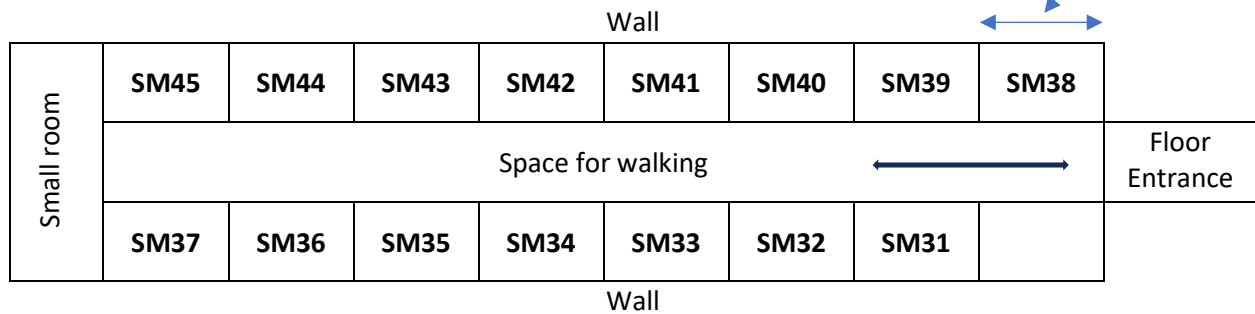 Wall
Small room
SM45 SM44 SM43 SM42 SM41 SM40 SM39 SM38
Space for walking
Floor
Entrance
SM37 SM36 SM35 SM34 SM33 SM32 SM31
Wall